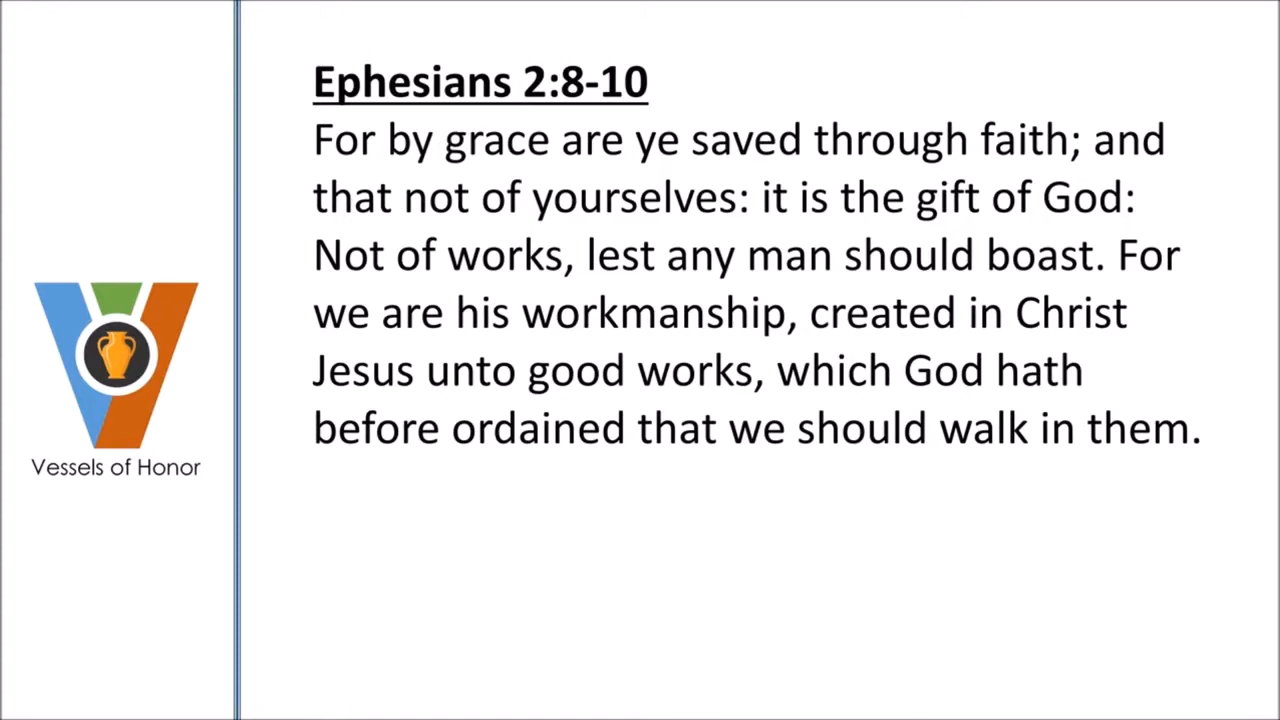 Ephesians 2:8-10
For by grace are ye saved through faith; and
that not of yourselves: it is the gift of God:
Not of works, lest any man should boast. For
we are his workmanship, created in Christ
Jesus unto good works, which God hath
before ordained that we should walk in them.
Vessels of Honor